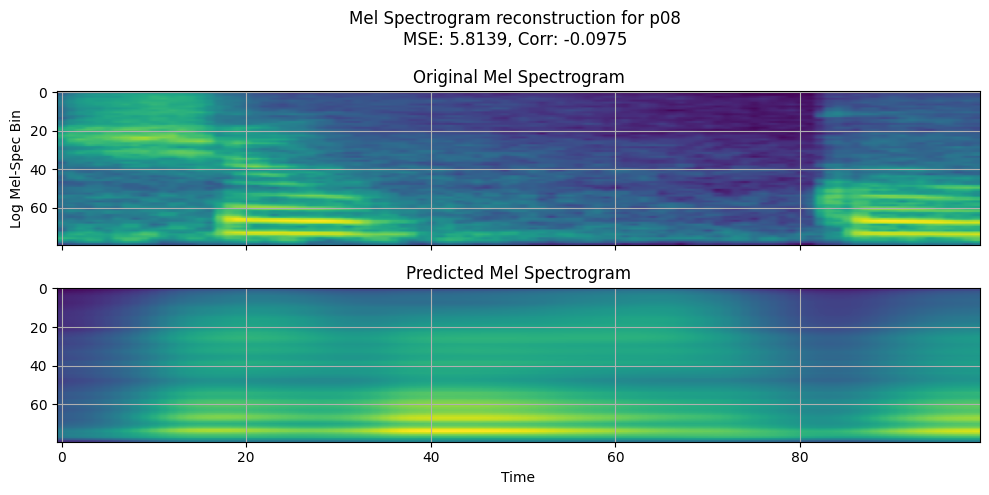 Mel Spectrogram reconstruction for p08
MSE: 5.8139, Corr: -0.0975
Original Mel Spectrogram
0
20
40
60
Log Mel-Spec Bin
Predicted Mel Spectrogram
0
20
40
60
0 20 40 60 80
Time